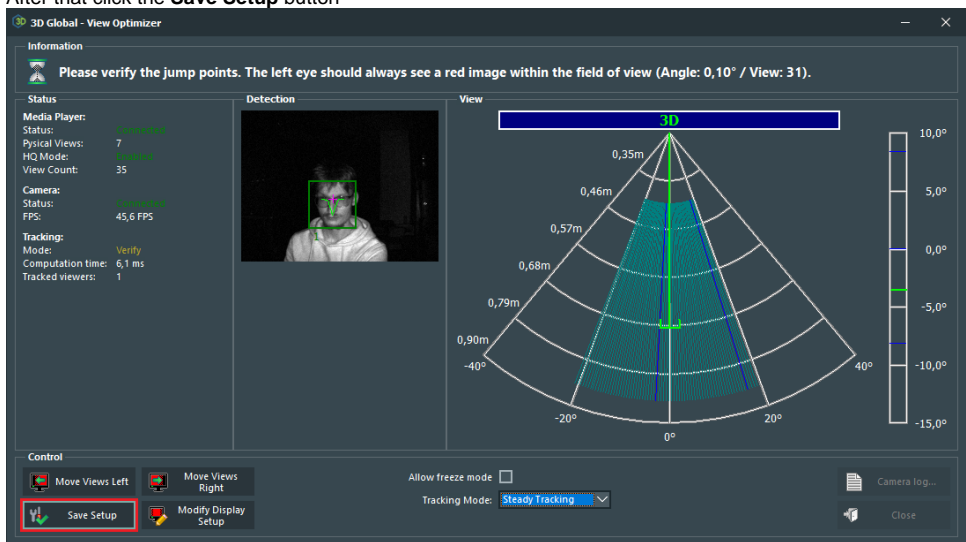 After that click the Save Setup button
3D Global - View Optimizer
Information
Please verify the jump points. The left eye should always see a red image within the field of view (Angle: 0,10° / View: 31).
Status
Media Player:
Status: Connected
Pysical Views: 7
HQ Mode: Enabled
View Count: 35
Camera:
Status: Connected
FPS: 45,6 FPS
Tracking:
Mode: Verify
Computation time: 6,1 ms
Tracked viewers: 1
Detection
View
3D
0,35m
0,46m
0,57m
0,68m
0,79m
0,90m
-40°
-20°
0°
20°
40°
10,0°
5,0°
0,0°
-5,0°
-10,0°
-15,0°
Control
Move Views Left
Move Views
Right
Save Setup
Modify Display
Setup
Allow freeze mode
Tracking Mode: Steady Tracking
Camera log...
Close